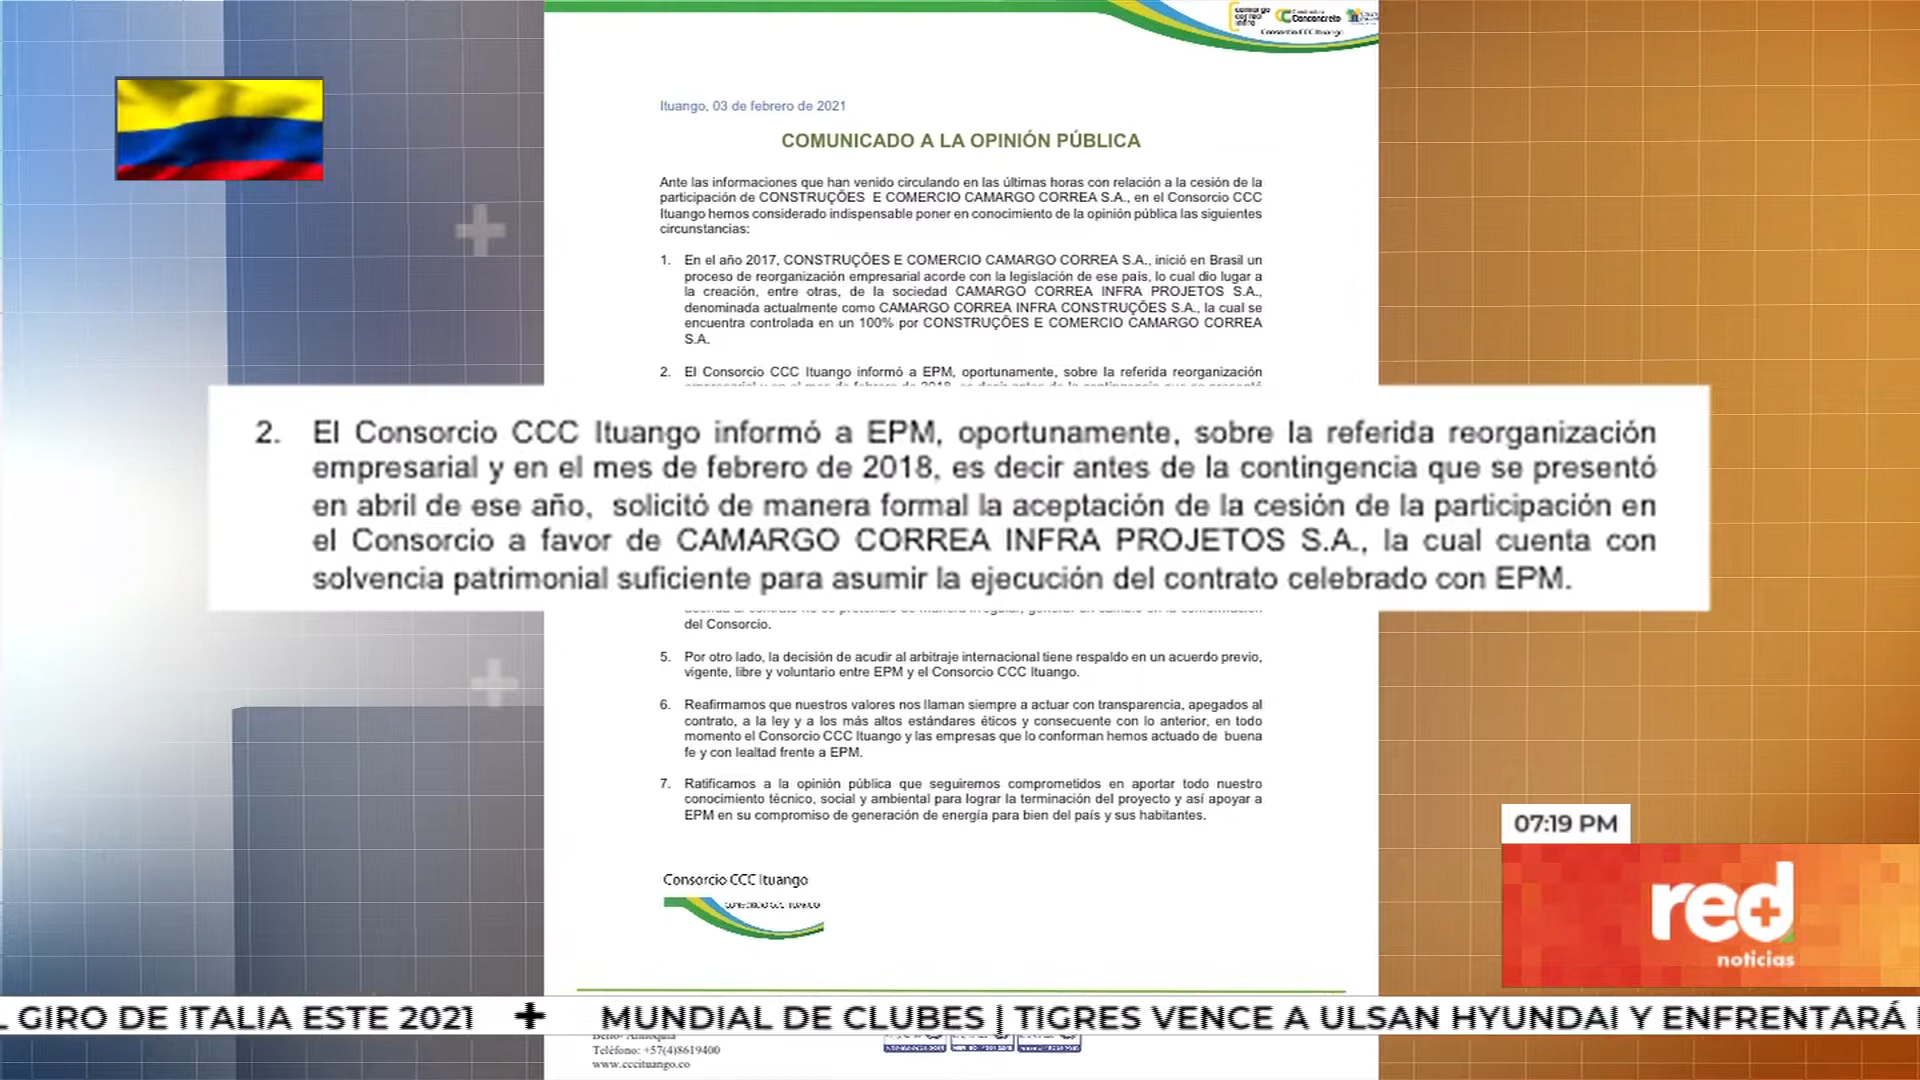 camargo
correa
infra
Constructora
Conconcreto
Consorcio CCC Ituango
Ituango, 03 de febrero de 2021
COMUNICADO A LA OPINIÓN PÚBLICA
Ante las informaciones que han venido circulando en las últimas horas con relación a la cesión de la
participación de CONSTRUÇÕES E COMERCIO CAMARGO CORREA S.A., en el Consorcio CCC
Ituango hemos considerado indispensable poner en conocimiento de la opinión pública las siguientes
circunstancias:
1. En el año 2017, CONSTRUÇÕES E COMERCIO CAMARGO CORREA S.A., inició en Brasil un
proceso de reorganización empresarial acorde con la legislación de ese país, lo cual dio lugar a
la creación, entre otras, de la sociedad CAMARGO CORREA INFRA PROJETOS S.A.,
denominada actualmente como CAMARGO CORREA INFRA CONSTRUÇÕES S.A., la cual se
encuentra controlada en un 100% por CONSTRUÇÕES E COMERCIO CAMARGO CORREA
S.A.
2. El Consorcio CCC Ituango informó a EPM, oportunamente, sobre la referida reorganización
2. El Consorcio CCC Ituango informó a EPM, oportunamente, sobre la referida reorganización
empresarial y en el mes de febrero de 2018, es decir antes de la contingencia que se presentó
en abril de ese año, solicitó de manera formal la aceptación de la cesión de la participación en
el Consorcio a favor de CAMARGO CORREA INFRA PROJETOS S.A., la cual cuenta con
solvencia patrimonial suficiente para asumir la ejecución del contrato celebrado con EPM.
del Consorcio.
5. Por otro lado, la decisión de acudir al arbitraje internacional tiene respaldo en un acuerdo previo,
vigente, libre y voluntario entre EPM y el Consorcio CCC Ituango.
6. Reafirmamos que nuestros valores nos llaman siempre a actuar con transparencia, apegados al
contrato, a la ley y a los más altos estándares éticos y consecuente con lo anterior, en todo
momento el Consorcio CCC Ituango y las empresas que lo conforman hemos actuado de buena
fe y con lealtad frente a EPM.
7. Ratificamos a la opinión pública que seguiremos comprometidos en aportar todo nuestro
conocimiento técnico, social y ambiental para lograr la terminación del proyecto y así apoyar a
EPM en su compromiso de generación de energía para bien del país y sus habitantes.
Consorcio CCC Ituango
CONSORCIO CCC ITUANGO
07:19 PM
red
noticias
GIRO DE ITALIA ESTE 2021 + MUNDIAL DE CLUBES | TIGRES VENCE A ULSAN HYUNDAI Y ENFRENTARÁ
Teléfono: +57(4)8619400
www.cccituango.co